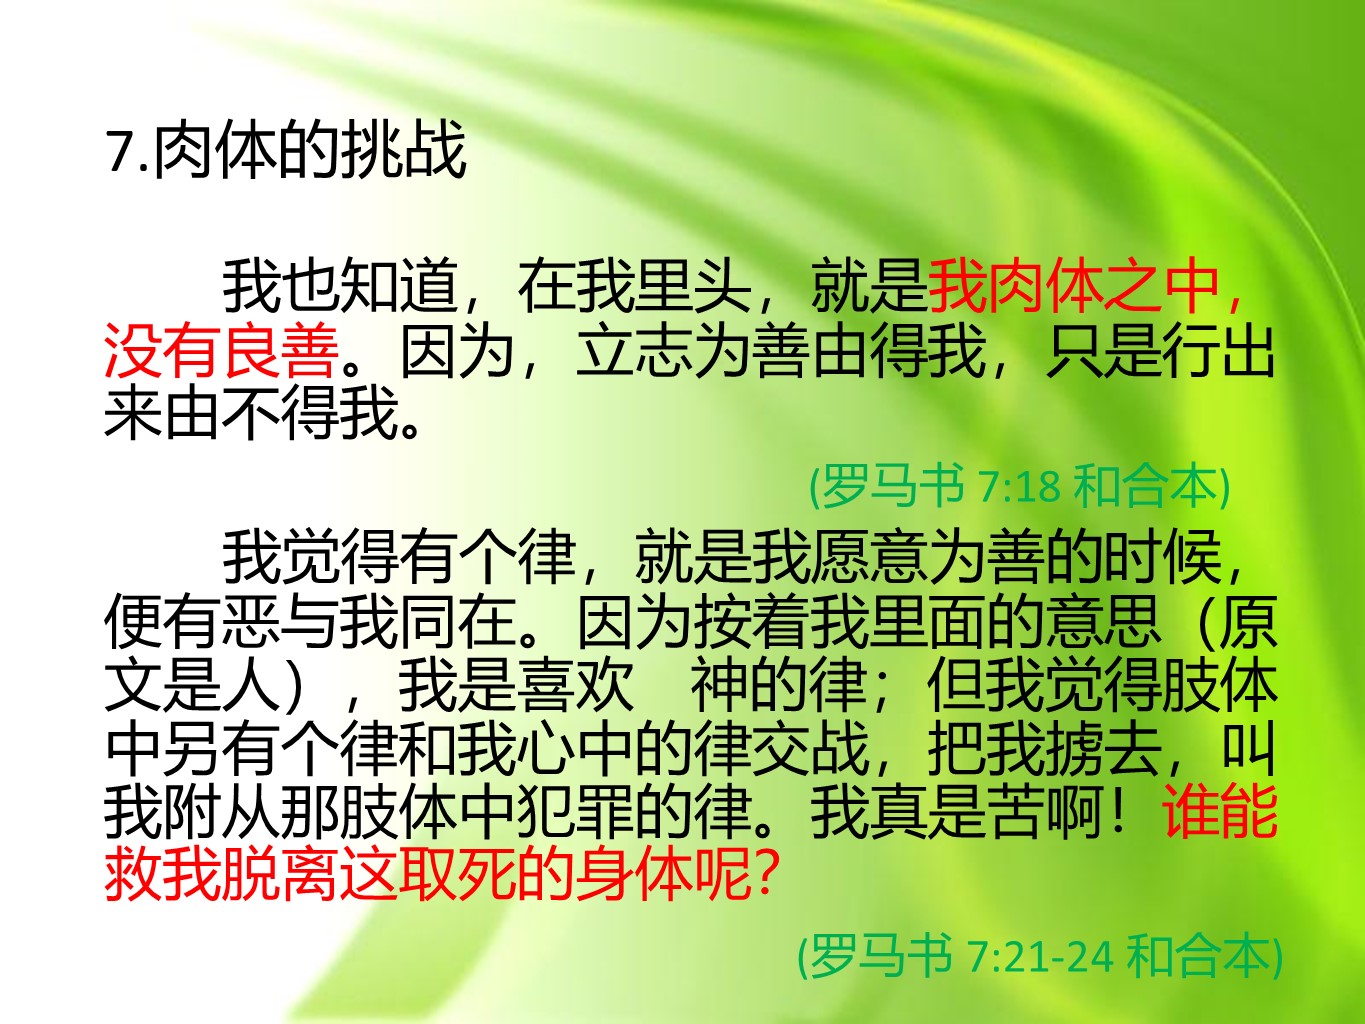 7.肉体的挑战
我也知道，在我里头，就是我肉体之中，
没有良善。因为，立志为善由得我，只是行出
来由不得我。
(罗马书 7:18 和合本)
我觉得有个律，就是我愿意为善的时候，
便有恶与我同在。因为按着我里面的意思（原
文是人），我是喜欢　神的律；但我觉得肢体
中另有个律和我心中的律交战，把我掳去，叫
我附从那肢体中犯罪的律。我真是苦啊！谁能
救我脱离这取死的身体呢？
(罗马书 7:21-24 和合本)